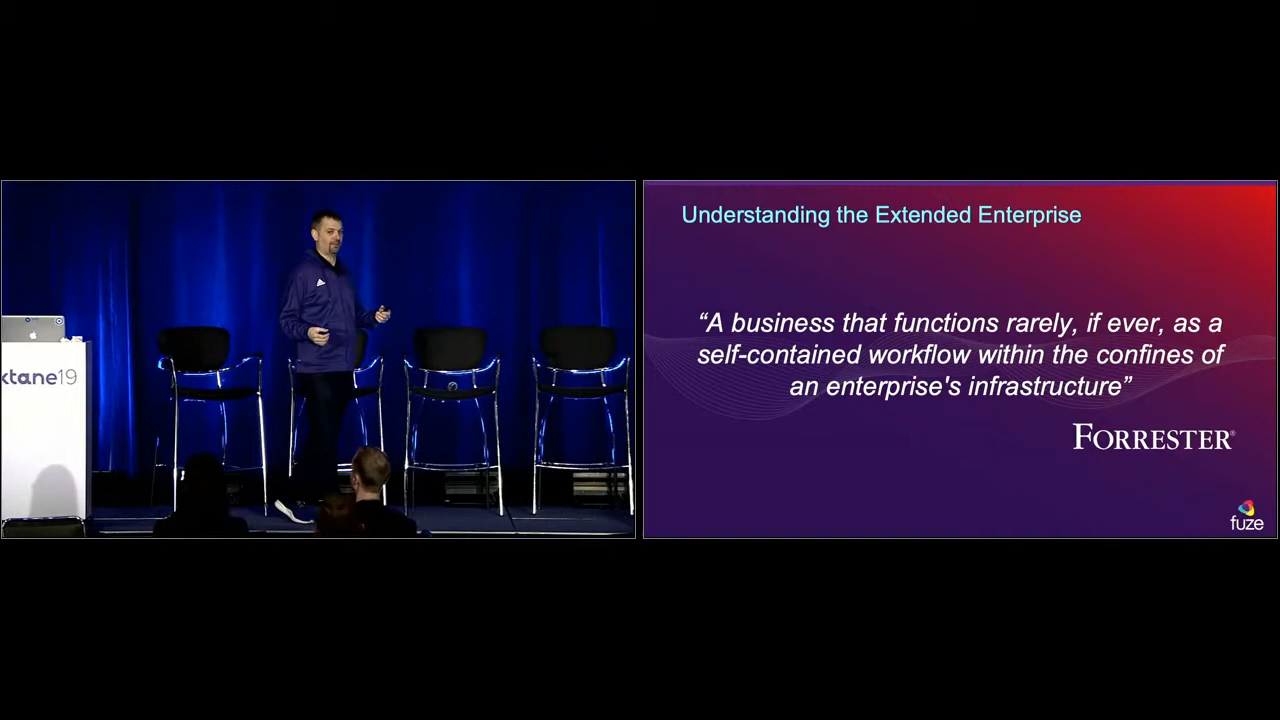 ktane19
Understanding the Extended Enterprise
“A business that functions rarely, if ever, as a
self-contained workflow within the confines of
an enterprise's infrastructure”
FORRESTER®
fuze